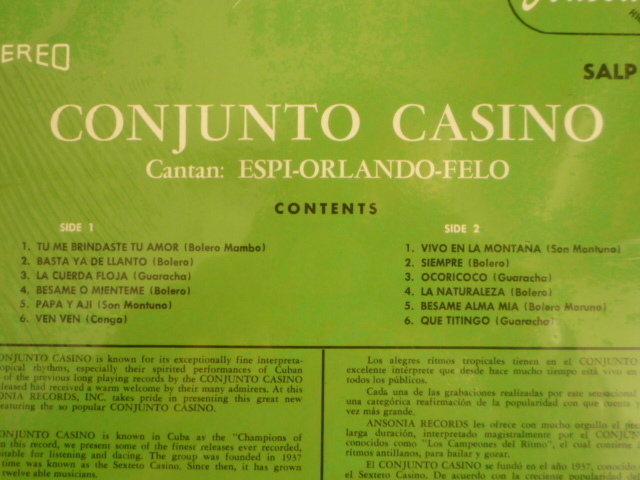 EREO
SALP
CONJUNTO CASINO
Cantan: ESPI-ORLANDO-FELO
CONTENTS
SIDE 1
1. TU ME BRINDASTE TU AMOR (Bolero Mambo)
2. BASTA YA DE LLANTO (Bolero)
3. LA CUERDA FLOJA (Guaracha)
4. BESAME O MIENTEME (Bolero)
5. PAPA Y AJI (Son Montuno)
6. VEN VEN (Conga)
SIDE 2
1. VIVO EN LA MONTAÑA (Son Montuno)
2. SIEMPRE (Bolero)
3. OCORICOCO (Guaracha)
4. LA NATURALEZA (Bolero)
5. BESAME ALMA MIA (Bolero Moruno)
6. QUE TITINGO (Guaracha)
ONJUNTO CASINO is known for its exceptionally fine interpreta-
opical rhythms, especially their spirited performances of Cuban
of the previous long playing records by the CONJUNTO CASINO
eleased had received a warm welcome by their many admirers. At this
ONIA RECORDS, INC. takes pride in presenting this great new
eaturing the so popular CONJUNTO CASINO.
ONJUNTO CASINO is known in Cuba as the "Champions of
n this record, we present some of the finest releases ever recorded,
itable for listening and dacing. The group was founded in 1937
time was known as the Sexteto Casino. Since then, it has grown
twelve able musicians.
Los alegres ritmos tropicales tienen en el CONJUNTO
excelente intérprete que desde hace mucho tiempo está vivo en
todos los públicos.
Cada una de las grabaciones realizadas por este sensacional
una categórica reafirmación de la popularidad con que cuenta
vez más grande.
ANSONIA RECORDS les ofrece con mucho orgullo el
larga duración, interpretado magistralmente por el CONJUN
conocidos como "Los Campeones del Ritmo", el cual contiene
ritmos antillanos, para bailar y gozar.
El CONJUNTO CASINO se fundó en el año 1937, conocido
el Sexteto Casino. De acuerdo con la creciente popularidad